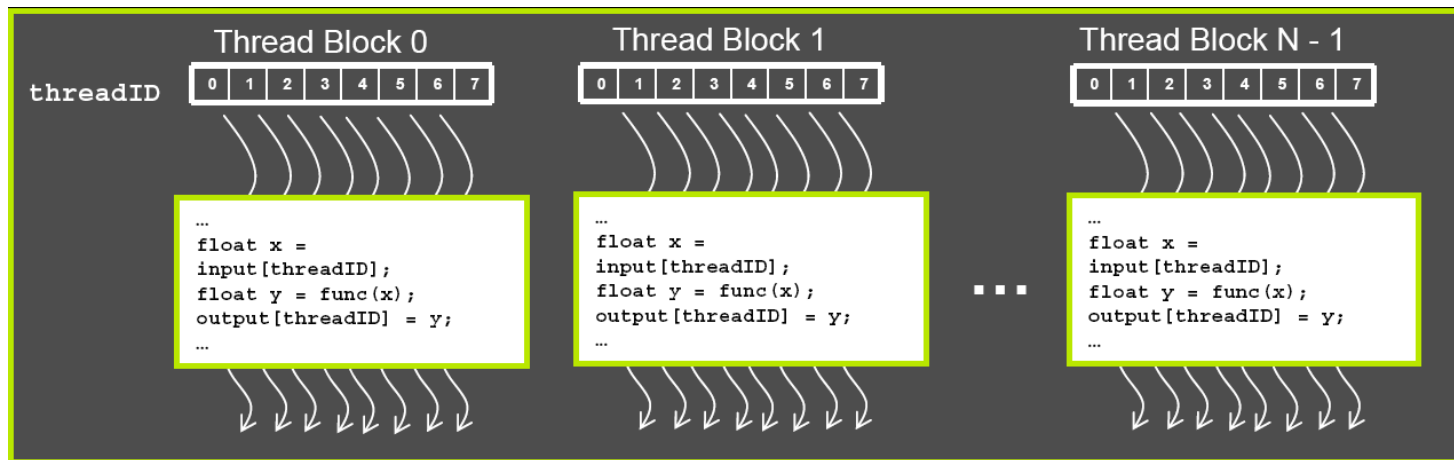 Thread Block 0
Thread Block 1
Thread Block N - 1
threadID
0 1 2 3 4 5 6 7
0 1 2 3 4 5 6 7
0 1 2 3 4 5 6 7
…
float x =
input[threadID];
float y = func(x);
output[threadID] = y;
…
…
float x =
input[threadID];
float y = func(x);
output[threadID] = y;
…
...
…
float x =
input[threadID];
float y = func(x);
output[threadID] = y;
…